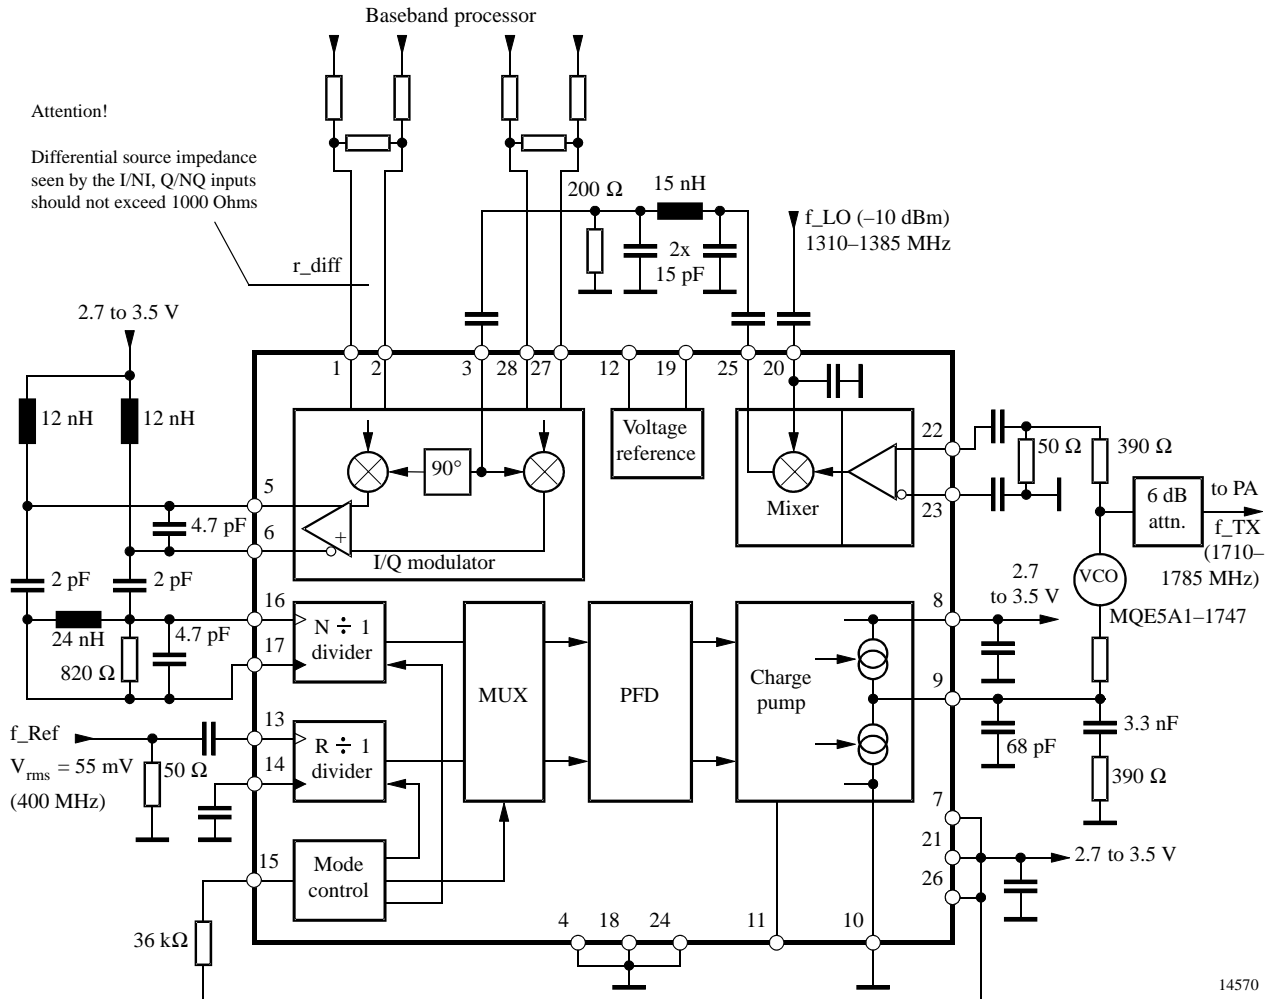 Baseband processor
Attention!
Differential source impedance
seen by the I/NI, Q/NQ inputs
should not exceed 1000 Ohms
r_diff
200 Ω
15 nH
2x
15 pF
f_LO (–10 dBm)
1310–1385 MHz
2.7 to 3.5 V
12 nH
12 nH
1
2
3
28
27
12
19
25
20
90°
+
I/Q modulator
Voltage
reference
Mixer
22
23
50 Ω
390 Ω
6 dB
attn.
to PA
f_TX
(1710–
1785 MHz)
VCO
MQE5A1–1747
5
6
4.7 pF
2 pF
2 pF
24 nH
820 Ω
4.7 pF
16
17
N ÷ 1
divider
MUX
PFD
Charge
pump
8
2.7
to 3.5 V
9
68 pF
3.3 nF
390 Ω
f_Ref
V rms = 55 mV
(400 MHz)
50 Ω
13
14
R ÷ 1
divider
15
Mode
control
36 kΩ
7
21
26
2.7 to 3.5 V
4
18
24
11
10
14570